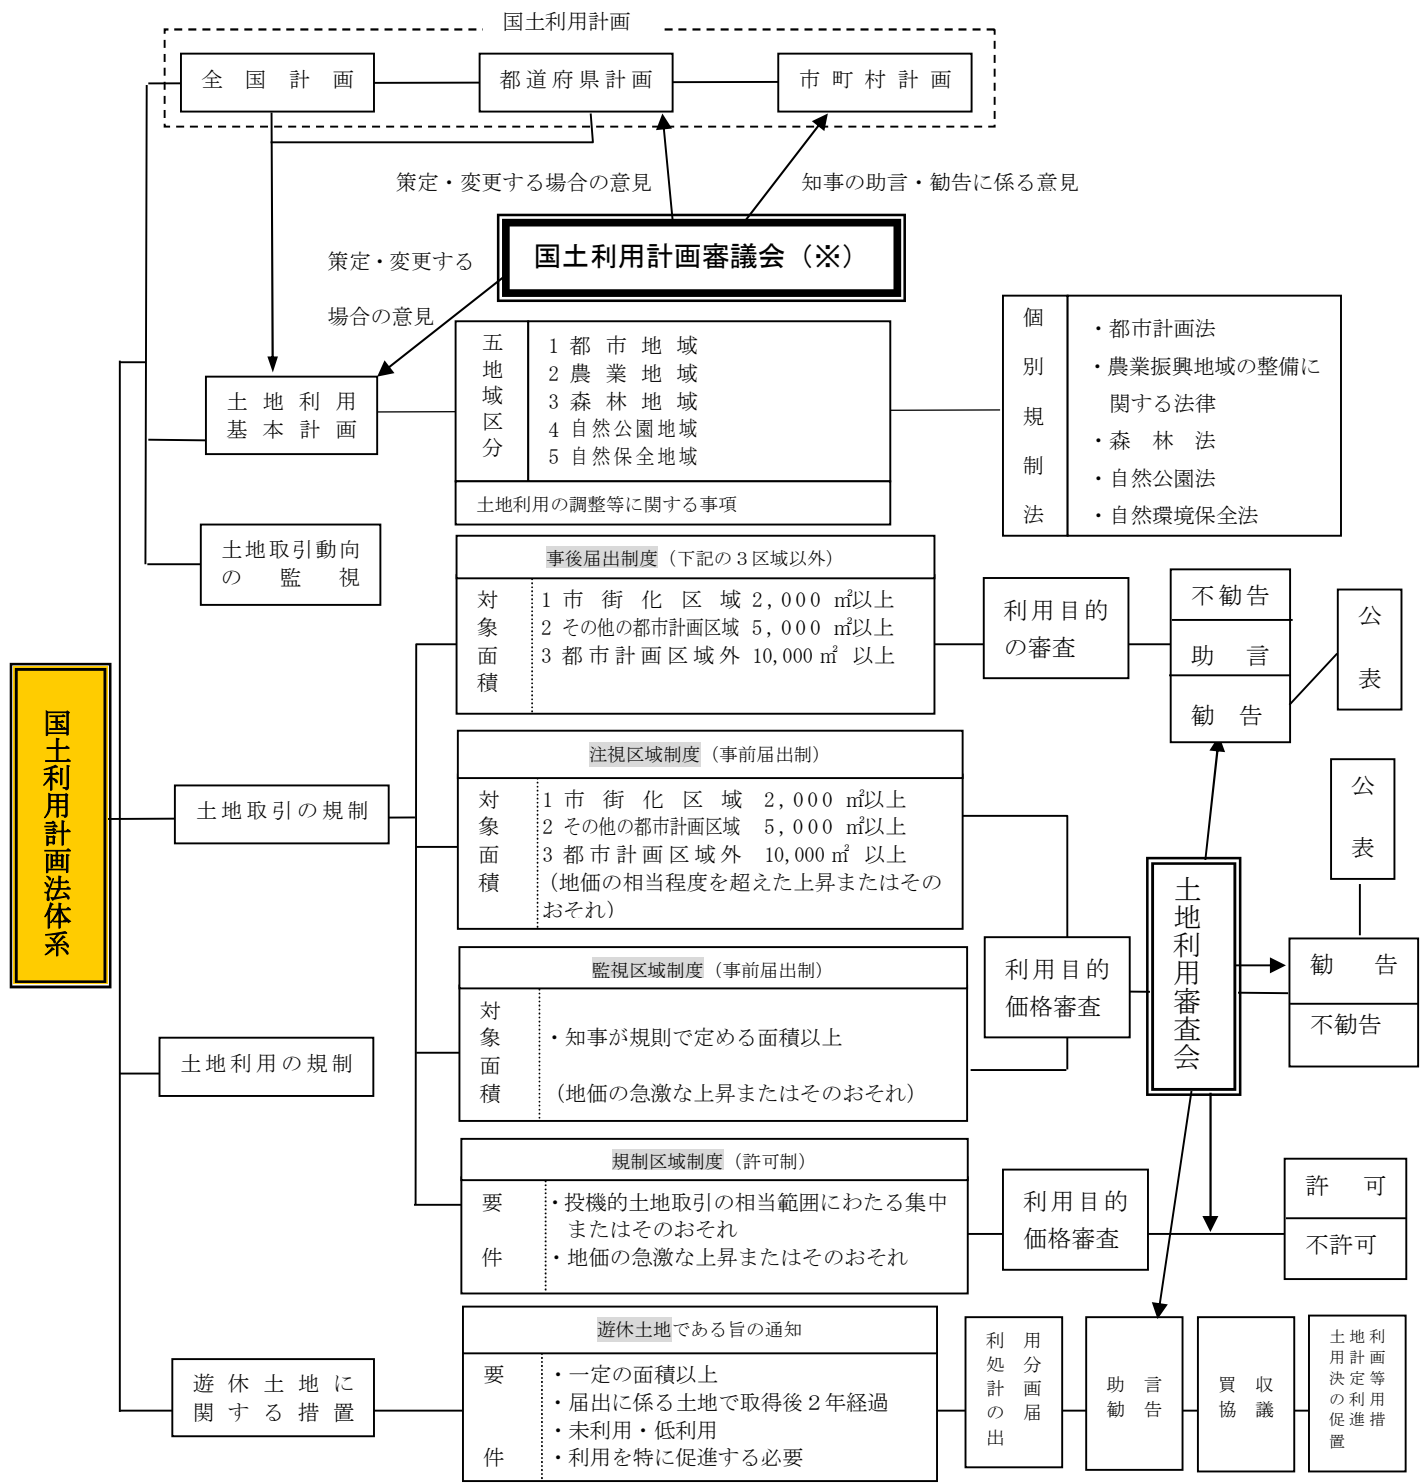 国土利用計画
全国計画
都道府県計画
市町村計画
策定・変更する場合の意見
知事の助言・勧告に係る意見
国土利用計画審議会（※）
策定・変更する
場合の意見
土地利用
基本計画
五地域区分
1 都市地域
2 農業地域
3 森林地域
4 自然公園地域
5 自然保全地域
土地利用の調整等に関する事項
個別規制法
・都市計画法
・農業振興地域の整備に
関する法律
・森林法
・自然公園法
・自然環境保全法
土地取引動向
の監視
国土利用計画法体系
土地取引の規制
事後届出制度（下記の３区域以外）
対象面積
1 市街化区域 2,000 ㎡以上
2 その他の都市計画区域 5,000 ㎡以上
3 都市計画区域外 10,000 ㎡ 以上
利用目的
の審査
不勧告
助言
勧告
公表
注視区域制度（事前届出制）
対象面積
1 市街化区域 2,000 ㎡以上
2 その他の都市計画区域 5,000 ㎡以上
3 都市計画区域外 10,000 ㎡ 以上
（地価の相当程度を超えた上昇またはその
おそれ）
監視区域制度（事前届出制）
対象面積
・知事が規則で定める面積以上
（地価の急激な上昇またはそのおそれ）
利用目的
価格審査
土地利用審査会
公表
勧告
不勧告
土地利用の規制
規制区域制度（許可制）
要件
・投機的土地取引の相当範囲にわたる集中
またはそのおそれ
・地価の急激な上昇またはそのおそれ
利用目的
価格審査
許可
不許可
遊休土地に
関する措置
遊休土地である旨の通知
要件
・一定の面積以上
・届出に係る土地で取得後２年経過
・未利用・低利用
・利用を特に促進する必要
利用
処分
計画
の届
出
助言
勧告
買収
協議
土地利
用計画
決定等
の利用
促進措
置